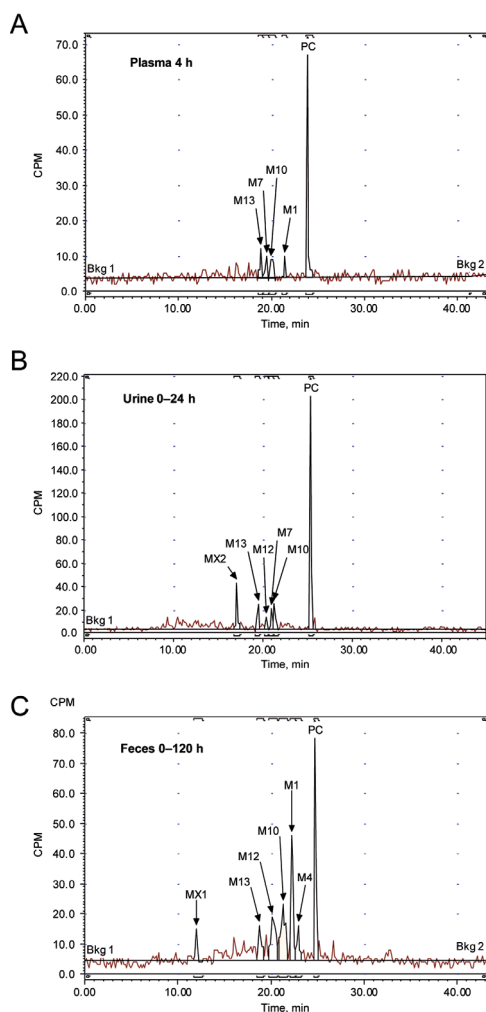 A
Plasma 4 h
PC
M10
M7
M13
M1
Bkg 1
Bkg 2
CPM
70.0
60.0
50.0
40.0
30.0
20.0
10.0
0.0
0.00 10.00 20.00 30.00 40.00
Time, min
B
Urine 0–24 h
PC
M7
M13
M12
M10
MX2
Bkg 1
CPM
220.0
200.0
180.0
160.0
140.0
120.0
100.0
80.0
60.0
40.0
20.0
0.0
0.00 10.00 20.00 30.00 40.00
Time, min
C
CPM
Feces 0–120 h
PC
M1
M10
M12
M13
M4
MX1
Bkg 1
Bkg 2
CPM
80.0
70.0
60.0
50.0
40.0
30.0
20.0
10.0
0.0
0.00 10.00 20.00 30.00 40.00
Time, min